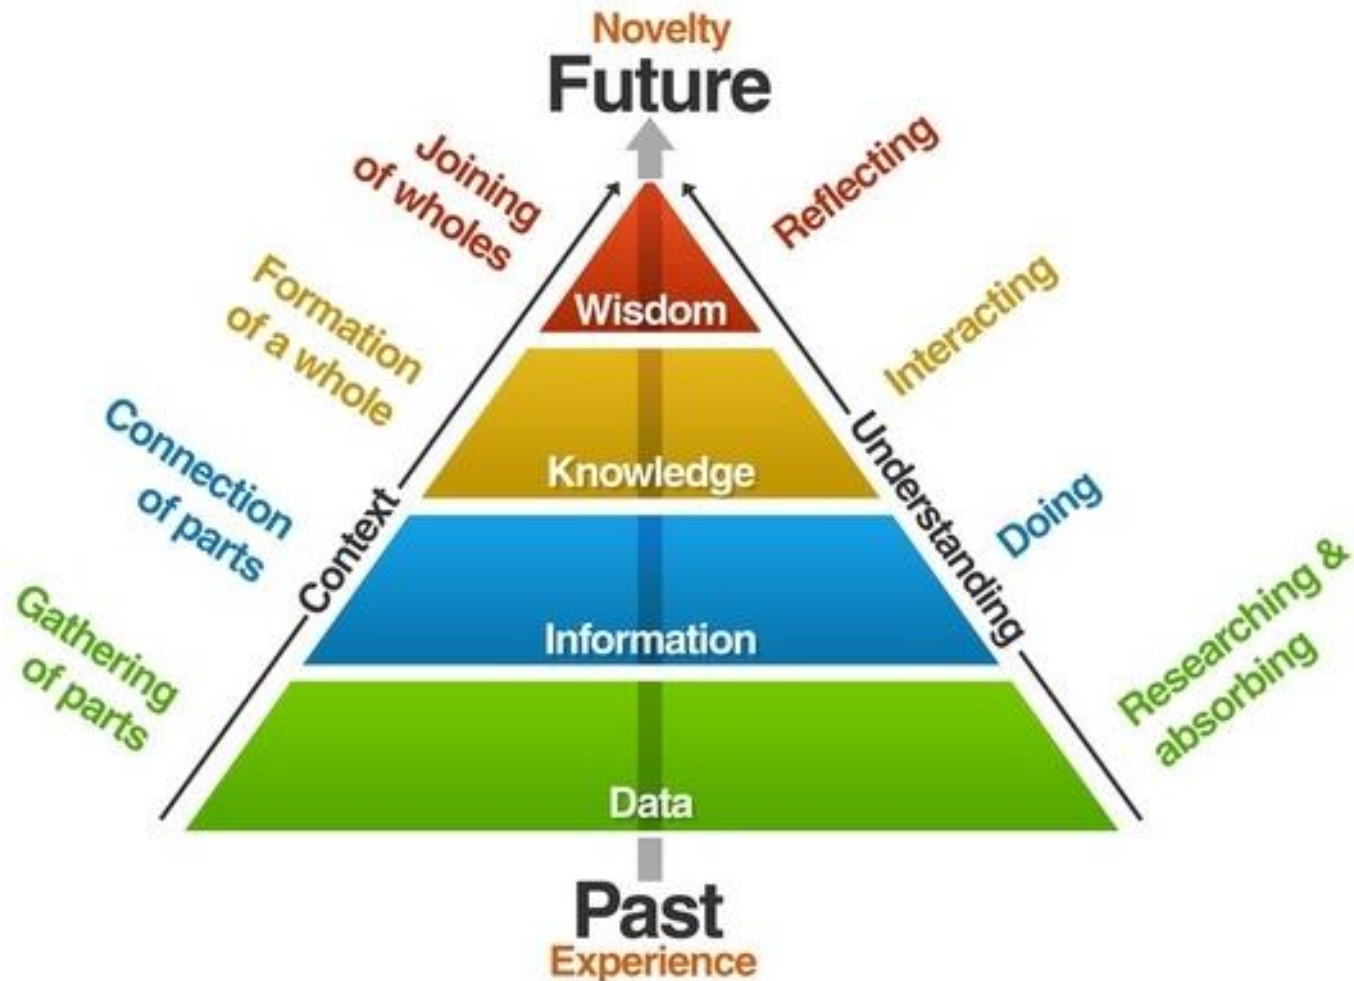 Novelty
Future
Joining
of wholes
Reflecting
Wisdom
Formation
of a whole
Interacting
Knowledge
Connection
of parts
Context
Understanding
Doing
Information
Gathering
of parts
Researching &
absorbing
Data
Past
Experience